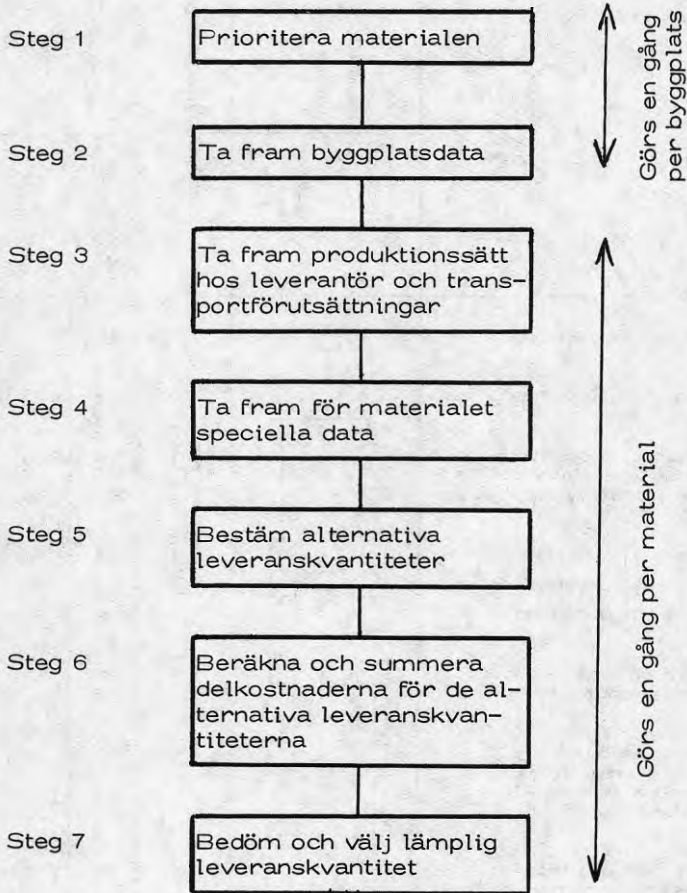 Steg 1
Prioritera materialen
Steg 2
Ta fram byggplatsdata
Görs en gång
per byggplats
Steg 3
Ta fram produktionssätt
hos leverantör och trans-
portförutsättningar
Steg 4
Ta fram för materialet
speciella data
Steg 5
Bestäm alternativa
leveranskvantiteter
Steg 6
Beräkna och summera
delkostnaderna för de al-
ternativa leveranskvan-
titeterna
Steg 7
Bedöm och välj lämplig
leveranskvantitet
Görs en gång per material